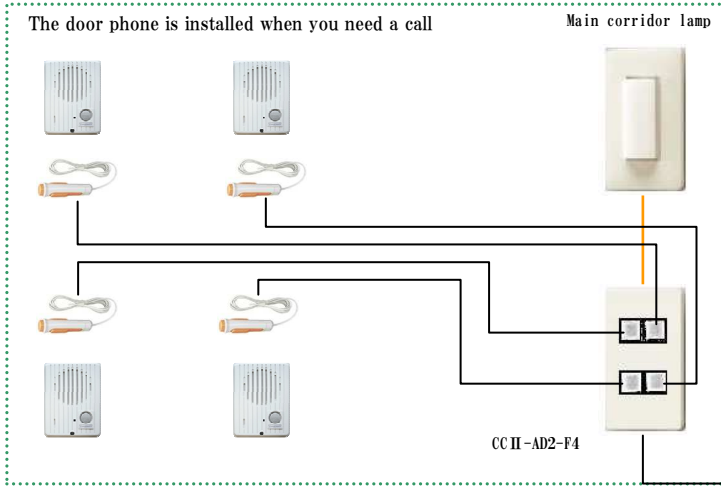 The door phone is installed when you need a call
Main corridor lamp
CCⅡ-AD2-F4